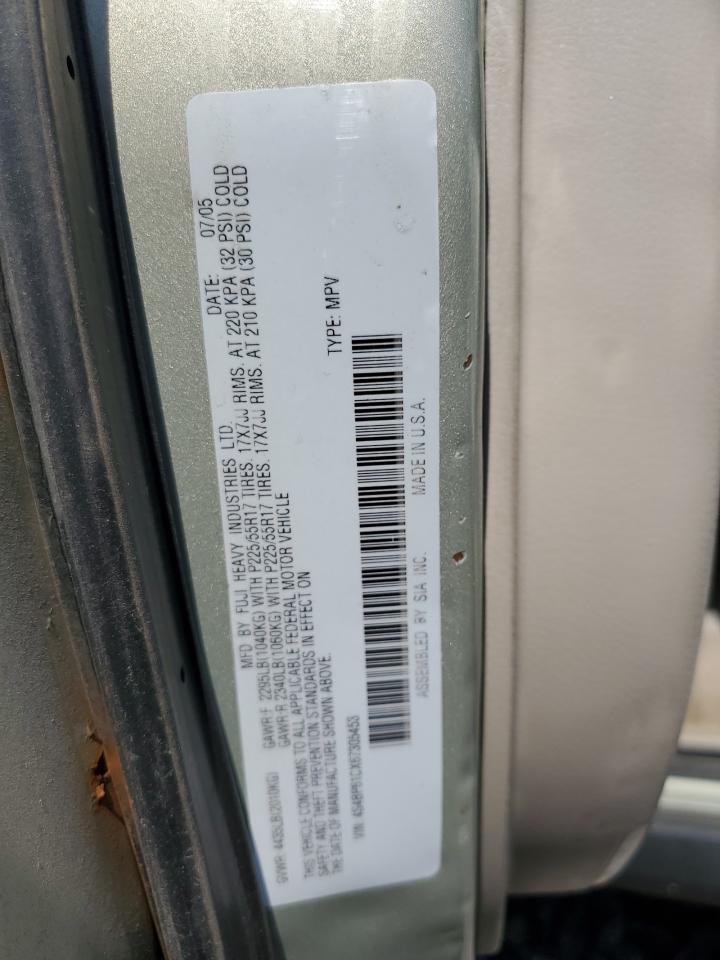 MFD BY FUJI HEAVY INDUSTRIES LTD. DATE: 07/05
GVWR: 4435LB(2010KG) GAWR-F 2295LB(1040KG) WITH P225/55R17 TIRES. 17X7JJ RIMS. AT 220 KPA (32 PSI) COLD
GAWR-R 2340LB(1060KG) WITH P225/55R17 TIRES. 17X7JJ RIMS. AT 210 KPA (30 PSI) COLD
THIS VEHICLE CONFORMS TO ALL APPLICABLE FEDERAL MOTOR VEHICLE
SAFETY AND THEFT PREVENTION STANDARDS IN EFFECT ON
THE DATE OF MANUFACTURE SHOWN ABOVE.
VIN: 4S4BP61CX67305453 TYPE: MPV
ASSEMBLED BY SIA INC. MADE IN U.S.A.